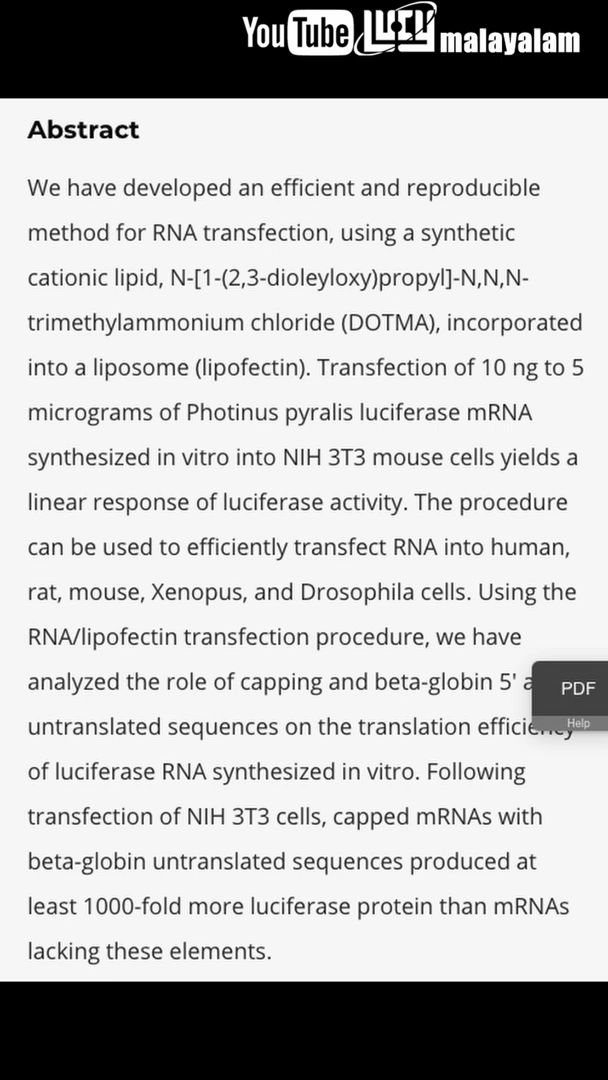 YouTube LUCY malayalam
Abstract
We have developed an efficient and reproducible
method for RNA transfection, using a synthetic
cationic lipid, N-[1-(2,3-dioleyloxy)propyl]-N,N,N-
trimethylammonium chloride (DOTMA), incorporated
into a liposome (lipofectin). Transfection of 10 ng to 5
micrograms of Photinus pyralis luciferase mRNA
synthesized in vitro into NIH 3T3 mouse cells yields a
linear response of luciferase activity. The procedure
can be used to efficiently transfect RNA into human,
rat, mouse, Xenopus, and Drosophila cells. Using the
RNA/lipofectin transfection procedure, we have
analyzed the role of capping and beta-globin 5'
PDF
Help
untranslated sequences on the translation efficiency
of luciferase RNA synthesized in vitro. Following
transfection of NIH 3T3 cells, capped mRNAs with
beta-globin untranslated sequences produced at
least 1000-fold more luciferase protein than mRNAs
lacking these elements.